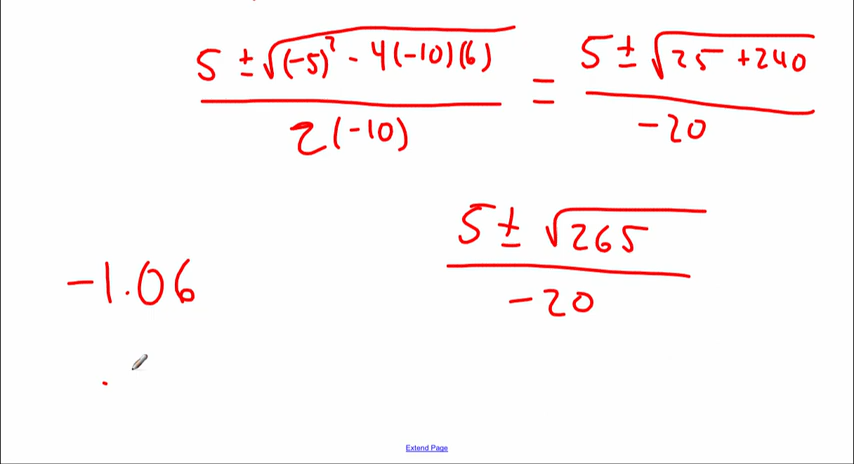 5 ± √(-5)² - 4(-10)(6) / 2(-10) = 5 ± √25 + 240 / -20
5 ± √265 / -20
-1.06
.
Extend Page